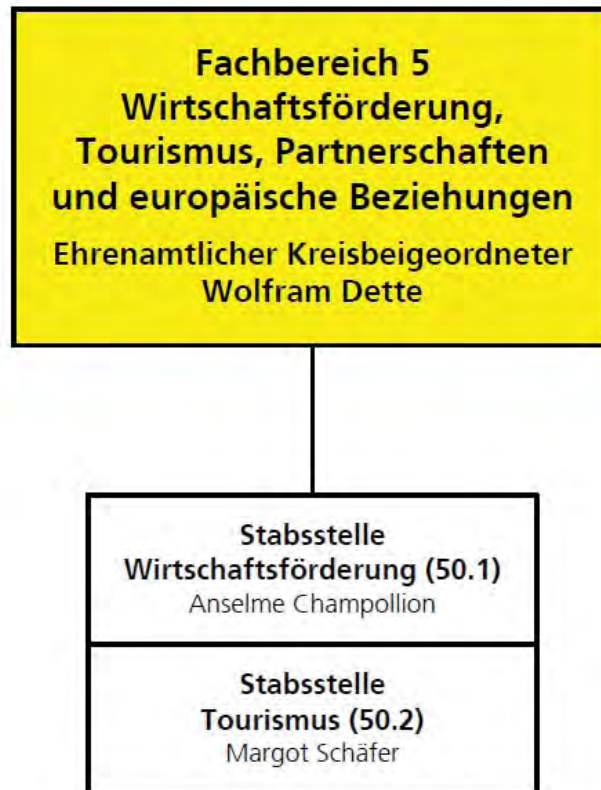 Fachbereich 5
Wirtschaftsförderung,
Tourismus, Partnerschaften
und europäische Beziehungen
Ehrenamtlicher Kreisbeigeordneter
Wolfram Dette
Stabsstelle
Wirtschaftsförderung (50.1)
Anselme Champollion
Stabsstelle
Tourismus (50.2)
Margot Schäfer